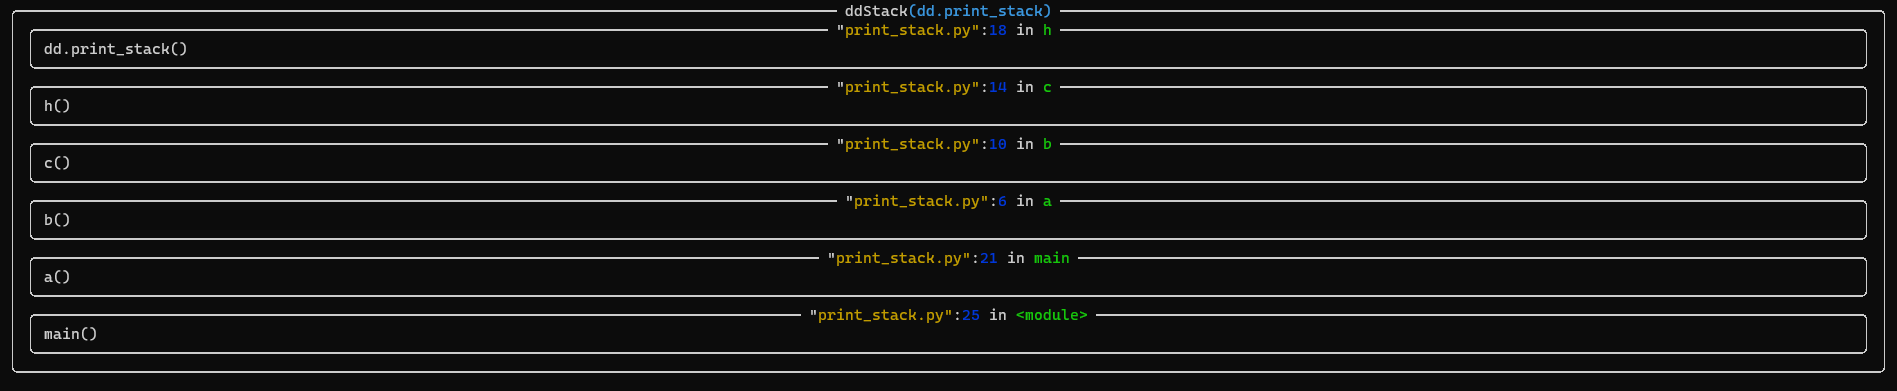 ddStack(dd.print_stack)
"print_stack.py":18 in h
dd.print_stack()
"print_stack.py":14 in c
h()
"print_stack.py":10 in b
c()
"print_stack.py":6 in a
b()
"print_stack.py":21 in main
a()
"print_stack.py":25 in <module>
main()